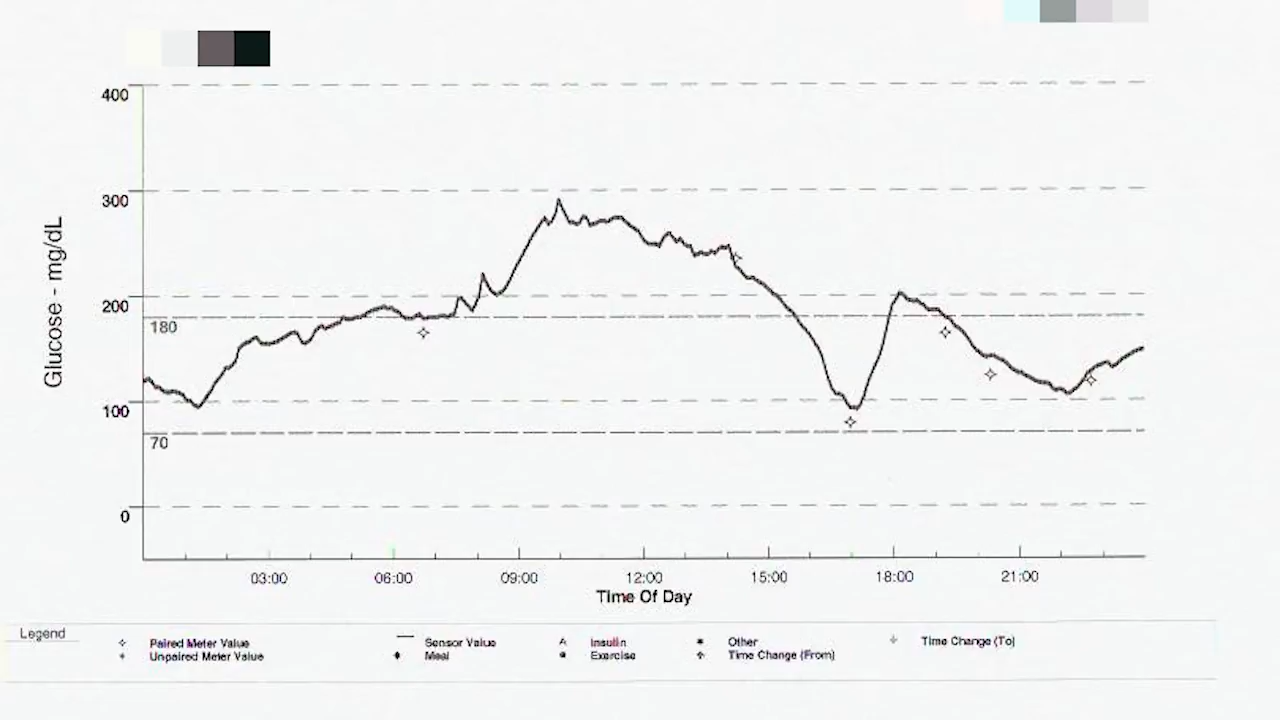 400
300
200
180
100
70
0
Glucose - mg/dL
03:00 06:00 09:00 12:00 15:00 18:00 21:00
Time Of Day
Legend
Paired Meter Value Sensor Value Insulin Other Time Change (To)
Unpaired Meter Value Meal Exercise Time Change (From)